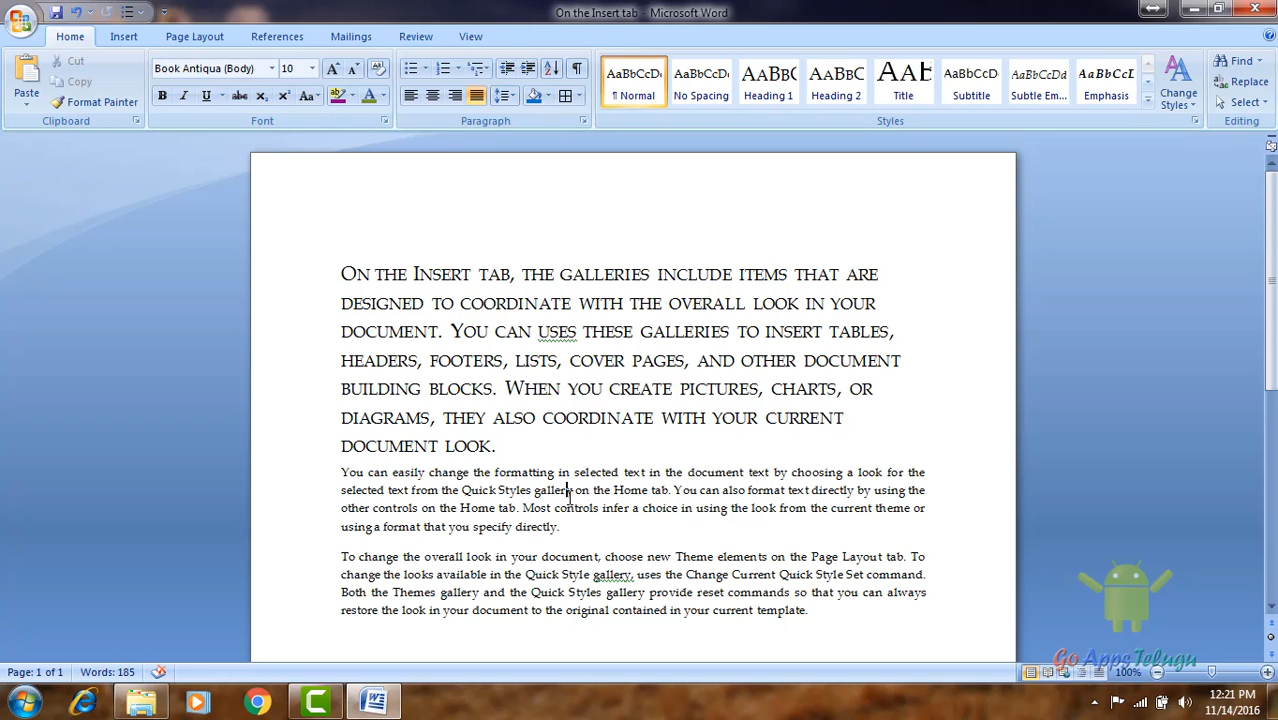 On the Insert tab - Microsoft Word
Home Insert Page Layout References Mailings Review View
Paste
Cut
Copy
Format Painter
Clipboard
Book Antiqua (Body) 10
B I U abc x₂ x² Aa
Font
Paragraph
AaBbCcDc AaBbCcDc AaBbC AaBbCc AaB AaBbCcD AaBbCcDd AaBbCcL
¶ Normal No Spacing Heading 1 Heading 2 Title Subtitle Subtle Em... Emphasis
Change Styles
Styles
Find
Replace
Select
Editing
On the Insert tab, the galleries include items that are
designed to coordinate with the overall look in your
document. You can uses these galleries to insert tables,
headers, footers, lists, cover pages, and other document
building blocks. When you create pictures, charts, or
diagrams, they also coordinate with your current
document look.
You can easily change the formatting in selected text in the document text by choosing a look for the
selected text from the Quick Styles gallery on the Home tab. You can also format text directly by using the
other controls on the Home tab. Most controls infer a choice in using the look from the current theme or
using a format that you specify directly.
To change the overall look in your document, choose new Theme elements on the Page Layout tab. To
change the looks available in the Quick Style gallery, uses the Change Current Quick Style Set command.
Both the Themes gallery and the Quick Styles gallery provide reset commands so that you can always
restore the look in your document to the original contained in your current template.
Go Apps Telugu
Page: 1 of 1 Words: 185 100%
12:21 PM
11/14/2016